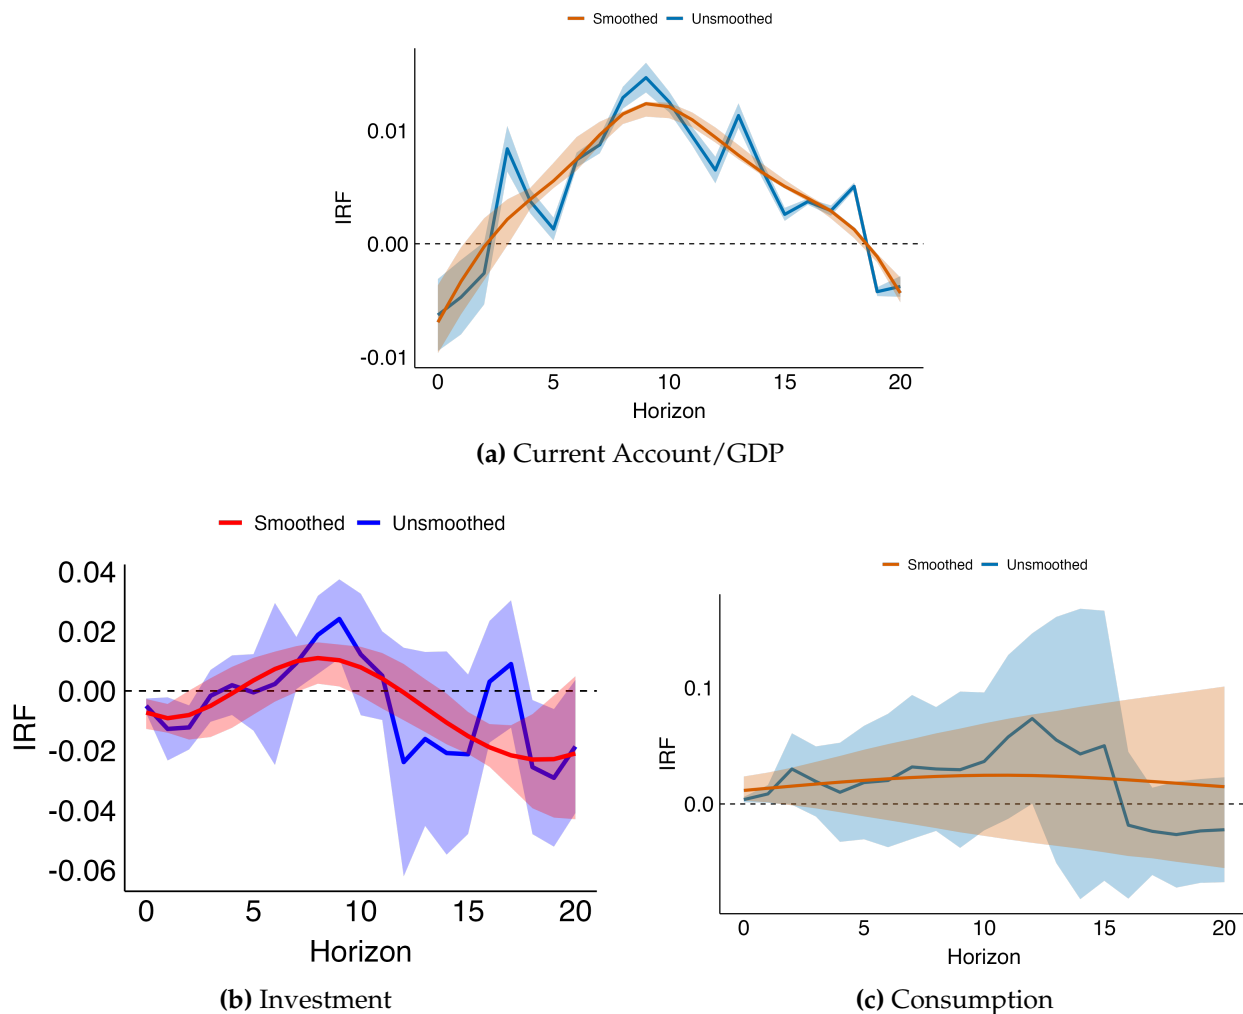 Smoothed Unsmoothed
0.01
0.00
-0.01
IRF
0 5 10 15 20
Horizon
(a) Current Account/GDP
Smoothed Unsmoothed
0.04
0.02
0.00
-0.02
-0.04
-0.06
IRF
0 5 10 15 20
Horizon
(b) Investment
Smoothed Unsmoothed
0.1
0.0
IRF
0 5 10 15 20
Horizon
(c) Consumption